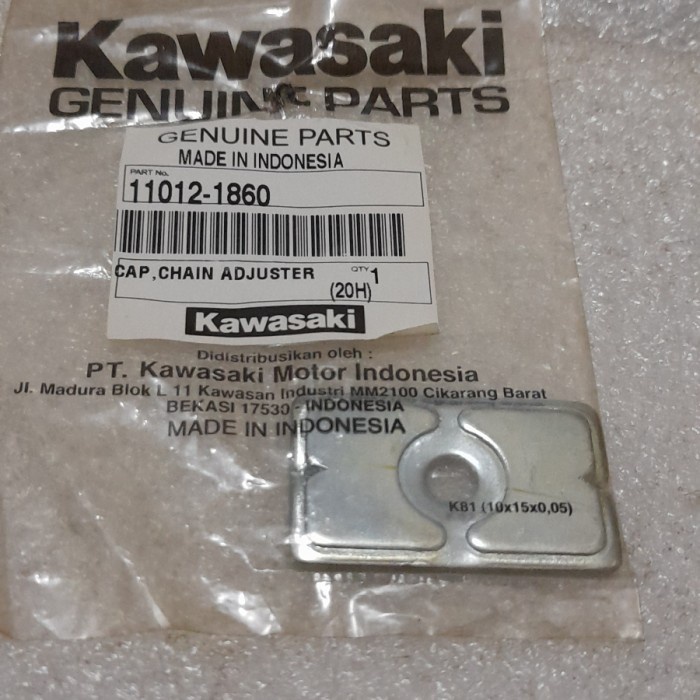 Kawasaki
GENUINE PARTS
GENUINE PARTS
MADE IN INDONESIA
PART No.
11012-1860
CAP,CHAIN ADJUSTER QTY 1
(20H)
Kawasaki
Didistribusikan oleh :
PT. Kawasaki Motor Indonesia
Jl. Madura Blok L 11 Kawasan Industri MM2100 Cikarang Barat
BEKASI 17530 - INDONESIA
MADE IN INDONESIA
K81 (10x15x0,05)